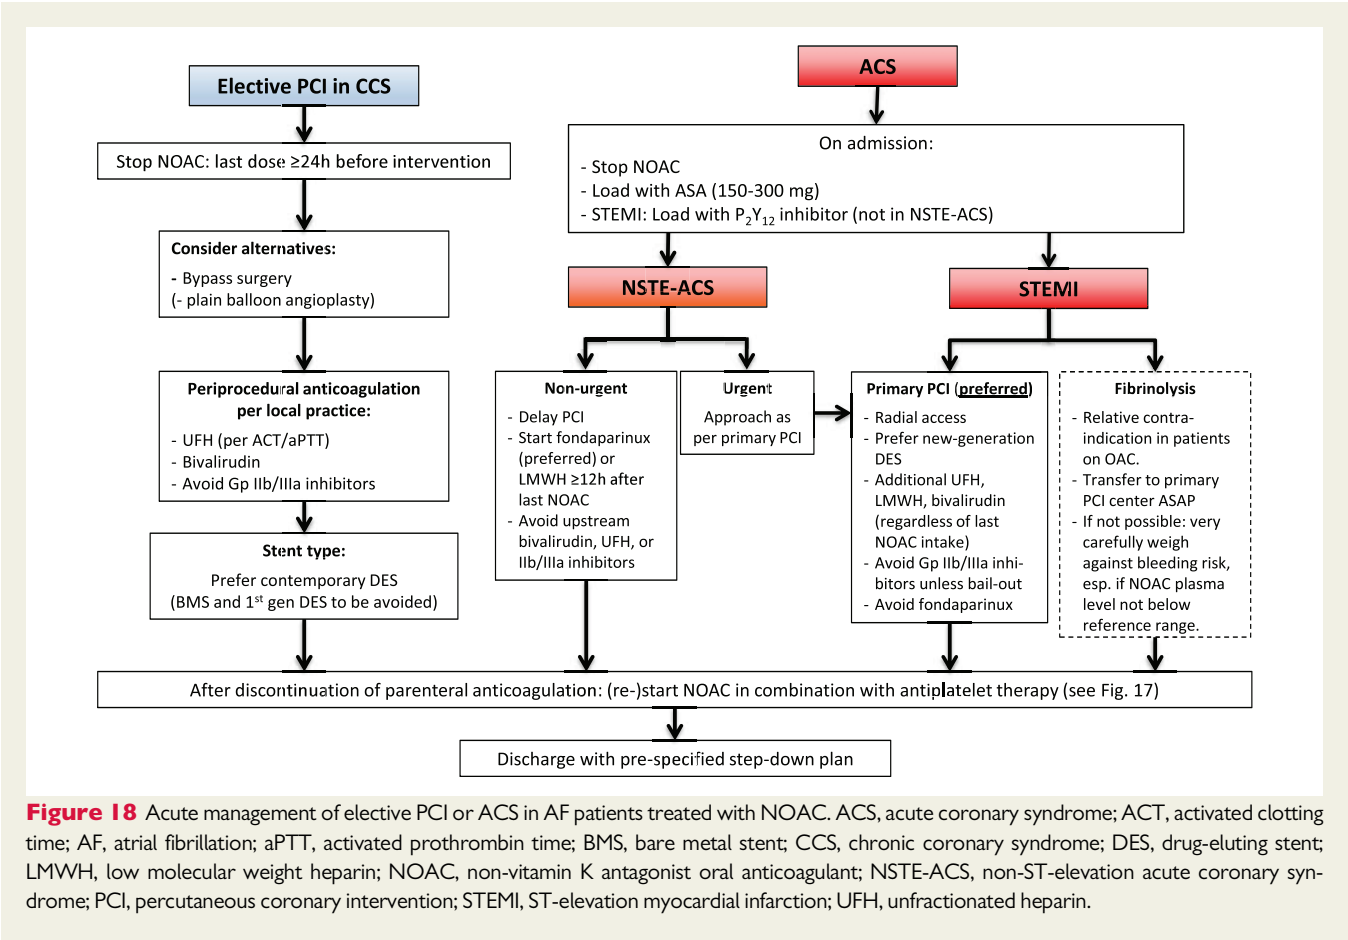 Elective PCI in CCS
Stop NOAC: last dose ≥24h before intervention
Consider alternatives:
- Bypass surgery
(- plain balloon angioplasty)
Periprocedural anticoagulation
per local practice:
- UFH (per ACT/aPTT)
- Bivalirudin
- Avoid Gp IIb/IIIa inhibitors
Stent type:
Prefer contemporary DES
(BMS and 1st gen DES to be avoided)
ACS
On admission:
- Stop NOAC
- Load with ASA (150-300 mg)
- STEMI: Load with P2Y12 inhibitor (not in NSTE-ACS)
NSTE-ACS
Non-urgent
- Delay PCI
- Start fondaparinux
(preferred) or
LMWH ≥12h after
last NOAC
- Avoid upstream
bivalirudin, UFH, or
IIb/IIIa inhibitors
Urgent
Approach as
per primary PCI
STEMI
Primary PCI (preferred)
- Radial access
- Prefer new-generation
DES
- Additional UFH,
LMWH, bivalirudin
(regardless of last
NOAC intake)
- Avoid Gp IIb/IIIa inhi-
bitors unless bail-out
- Avoid fondaparinux
Fibrinolysis
- Relative contra-
indication in patients
on OAC.
- Transfer to primary
PCI center ASAP
- If not possible: very
carefully weigh
against bleeding risk,
esp. if NOAC plasma
level not below
reference range.
After discontinuation of parenteral anticoagulation: (re-)start NOAC in combination with antiplatelet therapy (see Fig. 17)
Discharge with pre-specified step-down plan
Figure 18 Acute management of elective PCI or ACS in AF patients treated with NOAC. ACS, acute coronary syndrome; ACT, activated clotting
time; AF, atrial fibrillation; aPTT, activated prothrombin time; BMS, bare metal stent; CCS, chronic coronary syndrome; DES, drug-eluting stent;
LMWH, low molecular weight heparin; NOAC, non-vitamin K antagonist oral anticoagulant; NSTE-ACS, non-ST-elevation acute coronary syn-
drome; PCI, percutaneous coronary intervention; STEMI, ST-elevation myocardial infarction; UFH, unfractionated heparin.